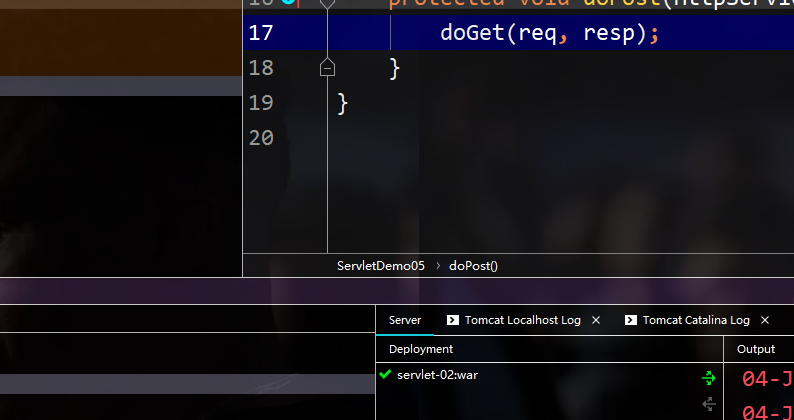 16 protected void doPost(HttpServl
17 doGet(req, resp);
18 }
19 }
20
ServletDemo05 › doPost()
Server Tomcat Localhost Log × Tomcat Catalina Log ×
Deployment Output
servlet-02:war 04-J
04-J